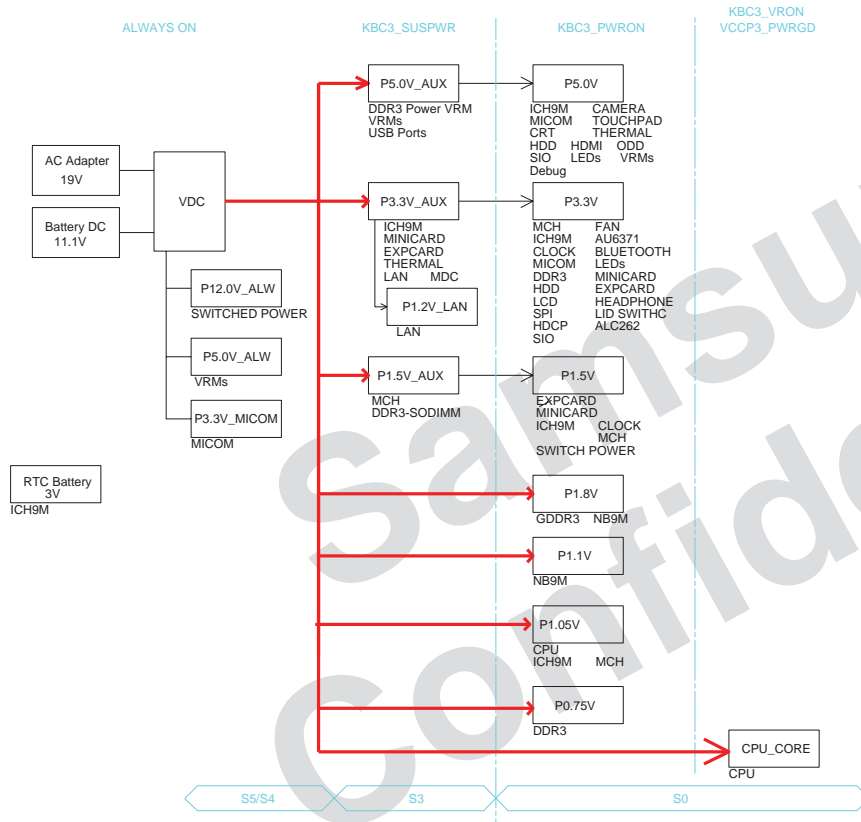 KBC3_VRON
ALWAYS ON KBC3_SUSPWR KBC3_PWRON VCCP3_PWRGD
P5.0V_AUX
DDR3 Power VRM
VRMs
USB Ports
P5.0V
ICH9M CAMERA
MICOM TOUCHPAD
CRT THERMAL
HDD HDMI ODD
SIO LEDs VRMs
Debug
AC Adapter
19V
Battery DC
11.1V
VDC
P3.3V_AUX
ICH9M
MINICARD
EXPCARD
THERMAL
LAN MDC
P1.2V_LAN
LAN
P3.3V
MCH FAN
ICH9M AU6371
CLOCK BLUETOOTH
MICOM LEDs
DDR3 MINICARD
HDD EXPCARD
LCD HEADPHONE
SPI LID SWITHC
HDCP ALC262
SIO
P12.0V_ALW
SWITCHED POWER
P5.0V_ALW
VRMs
P3.3V_MICOM
MICOM
P1.5V_AUX
MCH
DDR3-SODIMM
P1.5V
EXPCARD
MINICARD
ICH9M CLOCK
MCH
SWITCH POWER
RTC Battery
3V
ICH9M
P1.8V
GDDR3 NB9M
P1.1V
NB9M
P1.05V
CPU
ICH9M MCH
P0.75V
DDR3
CPU_CORE
CPU
S5/S4 S3 S0
Samsu
Confide